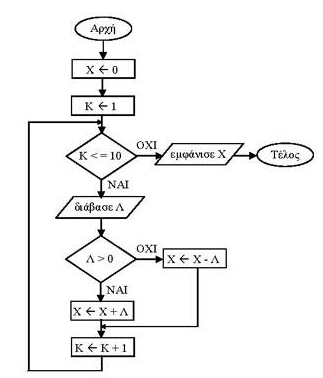 Αρχή
Χ ← 0
Κ ← 1
Κ < = 10
ΟΧΙ
εμφάνισε Χ
Τέλος
ΝΑΙ
διάβασε Λ
Λ > 0
ΟΧΙ
Χ ← Χ - Λ
ΝΑΙ
Χ ← Χ + Λ
Κ ← Κ + 1